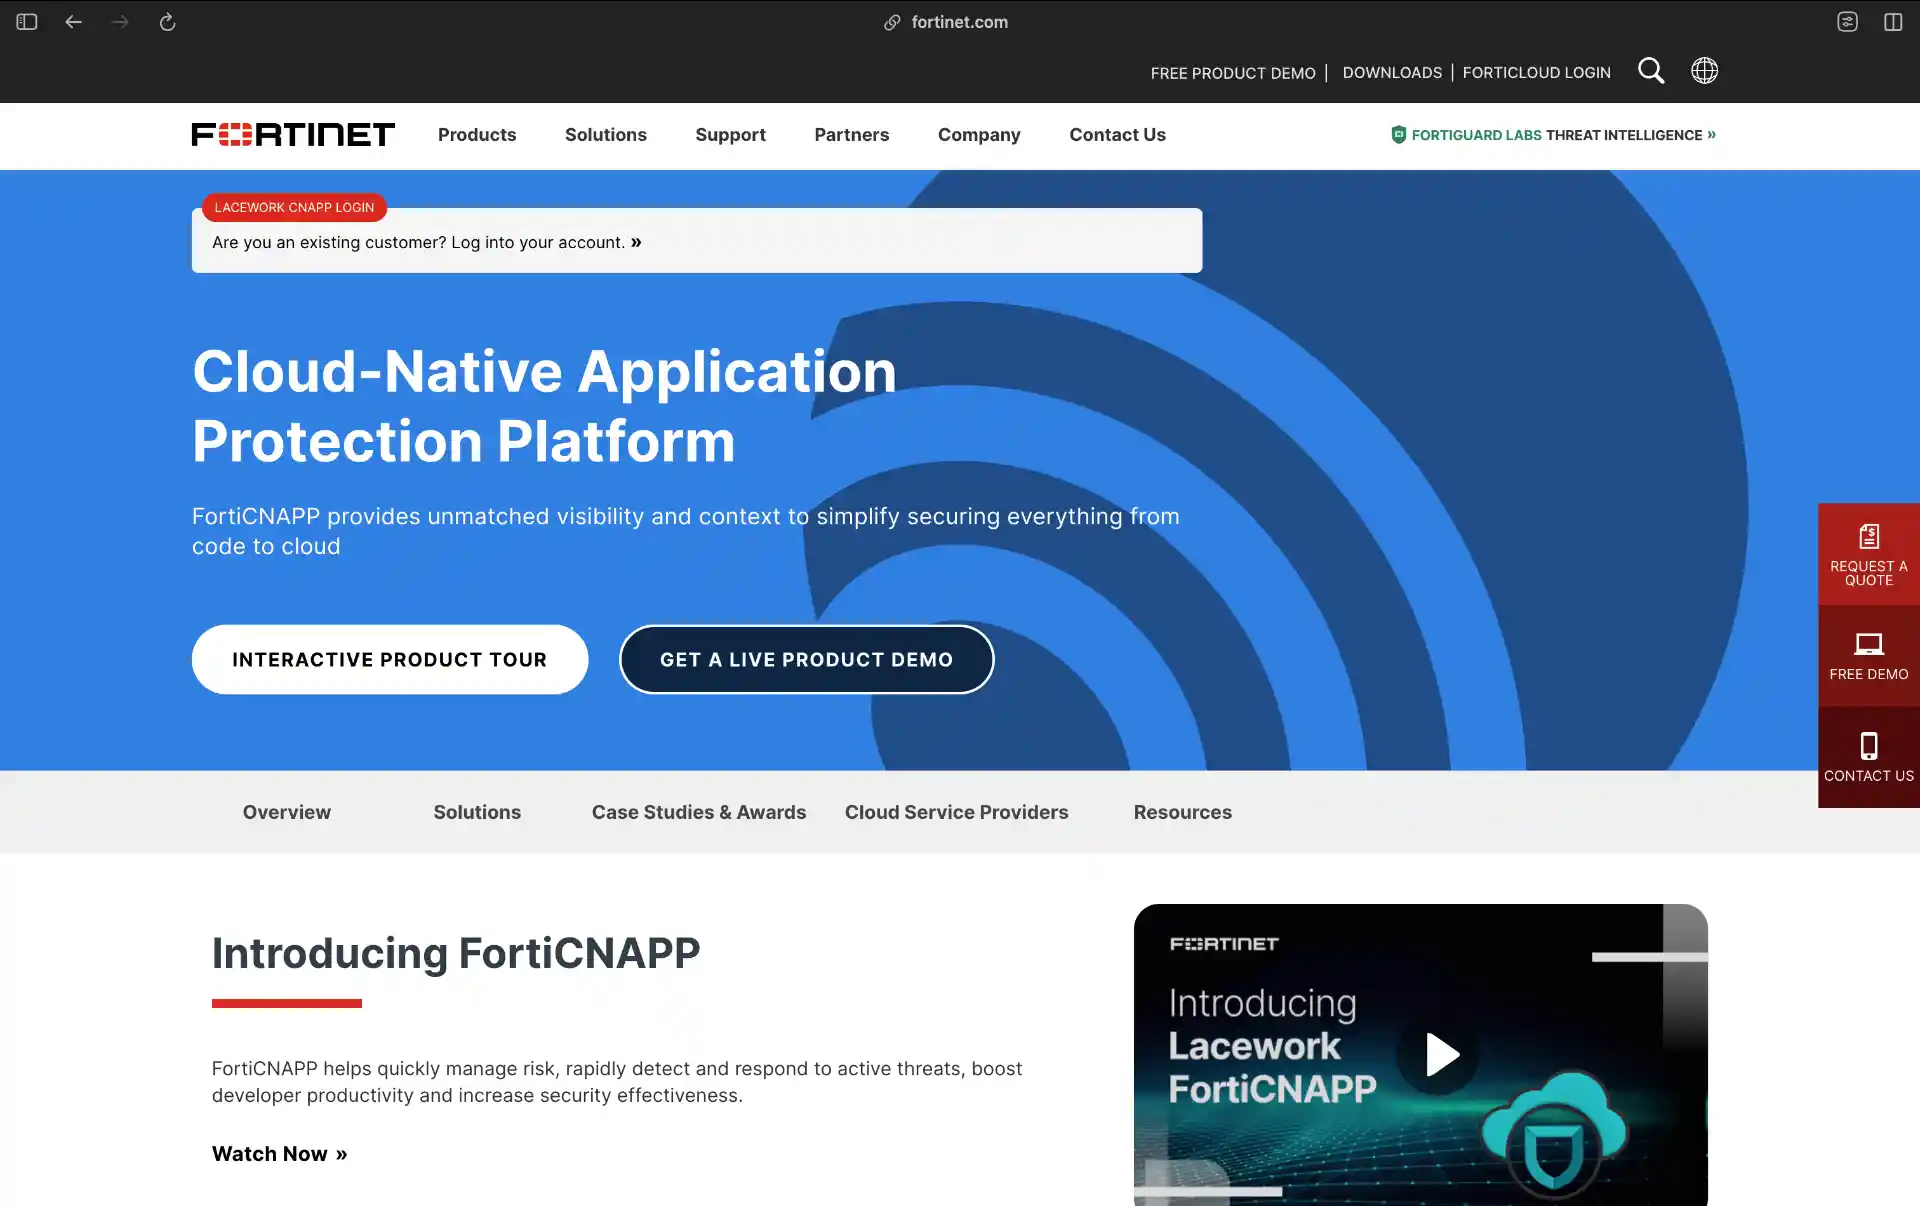 fortinet.com
FREE PRODUCT DEMO | DOWNLOADS | FORTICLOUD LOGIN
FORTINET
Products
Solutions
Support
Partners
Company
Contact Us
FORTIGUARD LABS THREAT INTELLIGENCE »
LACEWORK CNAPP LOGIN
Are you an existing customer? Log into your account. »
Cloud-Native Application
Protection Platform
FortiCNAPP provides unmatched visibility and context to simplify securing everything from
code to cloud
INTERACTIVE PRODUCT TOUR
GET A LIVE PRODUCT DEMO
REQUEST A
QUOTE
FREE DEMO
CONTACT US
Overview
Solutions
Case Studies & Awards
Cloud Service Providers
Resources
Introducing FortiCNAPP
FortiCNAPP helps quickly manage risk, rapidly detect and respond to active threats, boost
developer productivity and increase security effectiveness.
Watch Now »
FORTINET
Introducing
Lacework
FortiCNAPP